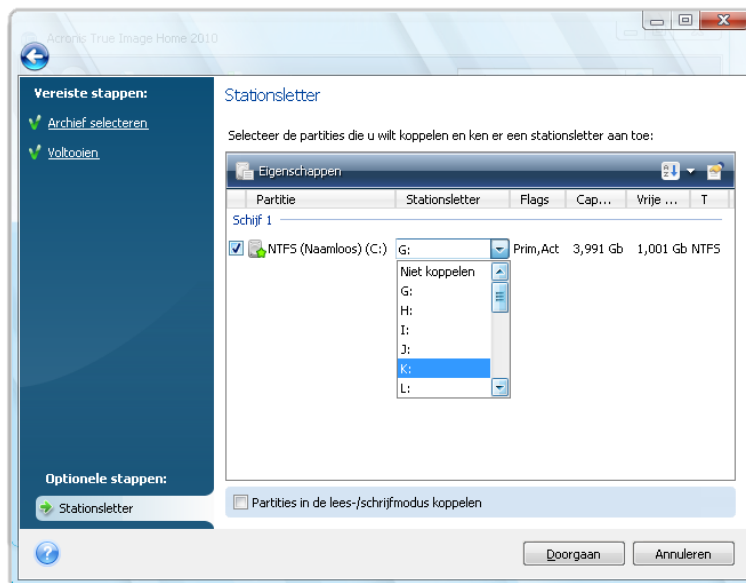 Acronis True Image Home 2010
Vereiste stappen:
Archief selecteren
Voltooien
Stationsletter
Selecteer de partities die u wilt koppelen en ken er een stationsletter aan toe:
Eigenschappen
Partitie Stationsletter Flags Cap... Vrije ... T
Schijf 1
NTFS (Naamloos) (C:) G: Prim,Act 3,991 Gb 1,001 Gb NTFS
Niet koppelen
G:
H:
I:
J:
K:
L:
Optionele stappen:
Stationsletter
Partities in de lees-/schrijfmodus koppelen
Doorgaan Annuleren